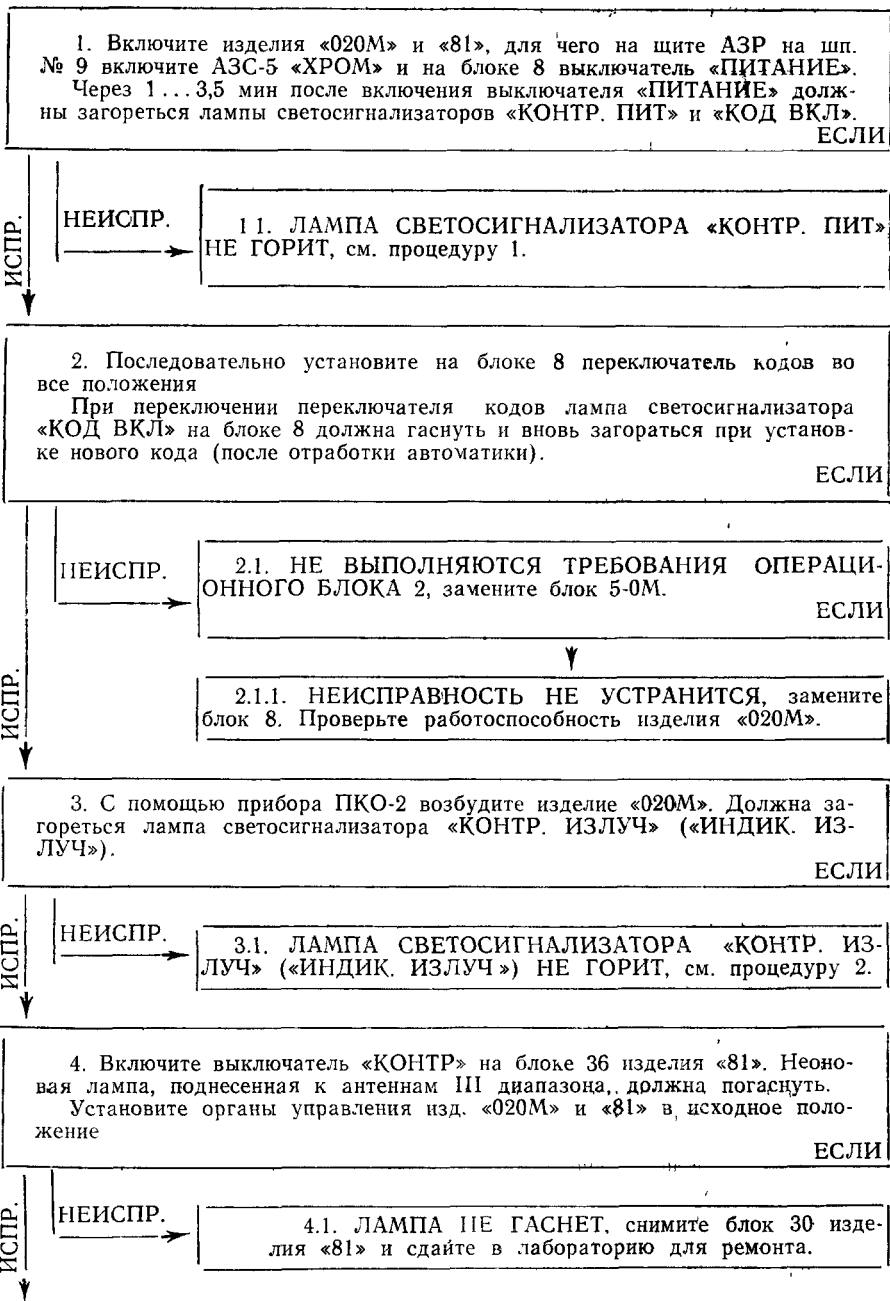 1. Включите изделия «020М» и «81», для чего на щите АЗР на шп.
№ 9 включите АЗС-5 «ХРОМ» и на блоке 8 выключатель «ПИТАНИЕ».
Через 1 ... 3,5 мин после включения выключателя «ПИТАНИЕ» долж-
ны загореться лампы светосигнализаторов «КОНТР. ПИТ» и «КОД ВКЛ».
ЕСЛИ
ИСПР.
НЕИСПР.
1 1. ЛАМПА СВЕТОСИГНАЛИЗАТОРА «КОНТР. ПИТ»
НЕ ГОРИТ, см. процедуру 1.
2. Последовательно установите на блоке 8 переключатель кодов во
все положения
При переключении переключателя кодов лампа светосигнализатора
«КОД ВКЛ» на блоке 8 должна гаснуть и вновь загораться при установ-
ке нового кода (после отработки автоматики).
ЕСЛИ
ИСПР.
НЕИСПР.
2.1. НЕ ВЫПОЛНЯЮТСЯ ТРЕБОВАНИЯ ОПЕРАЦИ-
ОННОГО БЛОКА 2, замените блок 5-0М.
ЕСЛИ
2.1.1. НЕИСПРАВНОСТЬ НЕ УСТРАНИТСЯ, замените
блок 8. Проверьте работоспособность изделия «020М».
3. С помощью прибора ПКО-2 возбудите изделие «020М». Должна за-
гореться лампа светосигнализатора «КОНТР. ИЗЛУЧ» («ИНДИК. ИЗ-
ЛУЧ»).
ЕСЛИ
ИСПР.
НЕИСПР.
3.1. ЛАМПА СВЕТОСИГНАЛИЗАТОРА «КОНТР. ИЗ-
ЛУЧ» («ИНДИК. ИЗЛУЧ») НЕ ГОРИТ, см. процедуру 2.
4. Включите выключатель «КОНТР» на блоке 36 изделия «81». Неоно-
вая лампа, поднесенная к антеннам III диапазона, должна погаснуть.
Установите органы управления изд. «020М» и «81» в исходное поло-
жение
ЕСЛИ
ИСПР.
НЕИСПР.
4.1. ЛАМПА НЕ ГАСНЕТ, снимите блок 30 изде-
лия «81» и сдайте в лабораторию для ремонта.